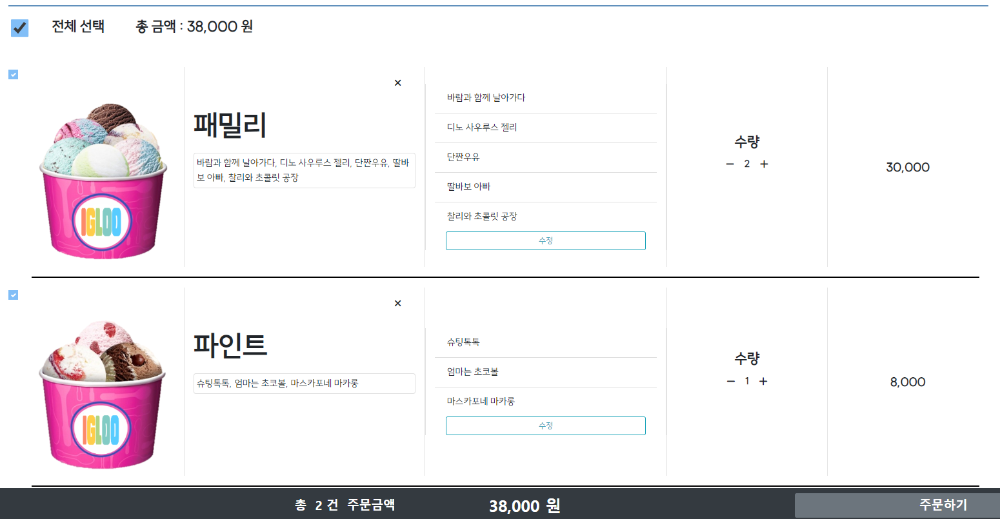 전체 선택
총 금액 : 38,000 원
패밀리
바람과 함께 날아가다, 디노 사우루스 젤리, 단짠우유, 딸바
보 아빠, 찰리와 초콜릿 공장
IGLOO
바람과 함께 날아가다
디노 사우루스 젤리
단짠우유
딸바보 아빠
찰리와 초콜릿 공장
수정
수량
− 2 +
30,000
파인트
슈팅톡톡, 엄마는 초코볼, 마스카포네 마카롱
IGLOO
슈팅톡톡
엄마는 초코볼
마스카포네 마카롱
수정
수량
− 1 +
8,000
총 2 건 주문금액
38,000 원
주문하기